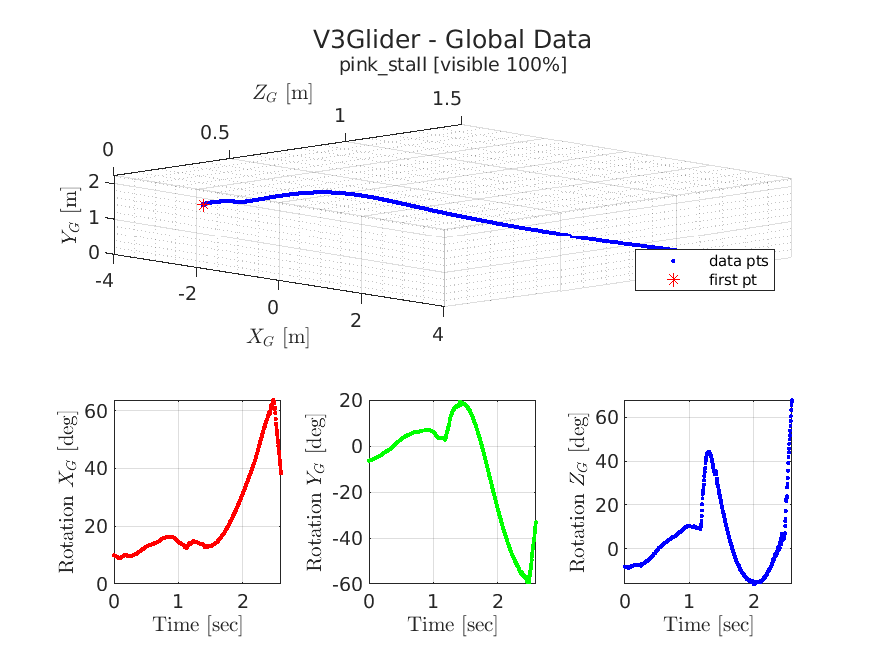 V3Glider - Global Data
pink_stall [visible 100%]
Z_G [m]
0 0.5 1 1.5
Y_G [m]
2
1
0
-4 -2 0 2 4
X_G [m]
data pts
first pt
Rotation X_G [deg]
60
40
20
0
0 1 2
Time [sec]
Rotation Y_G [deg]
20
0
-20
-40
-60
0 1 2
Time [sec]
Rotation Z_G [deg]
60
40
20
0
0 1 2
Time [sec]